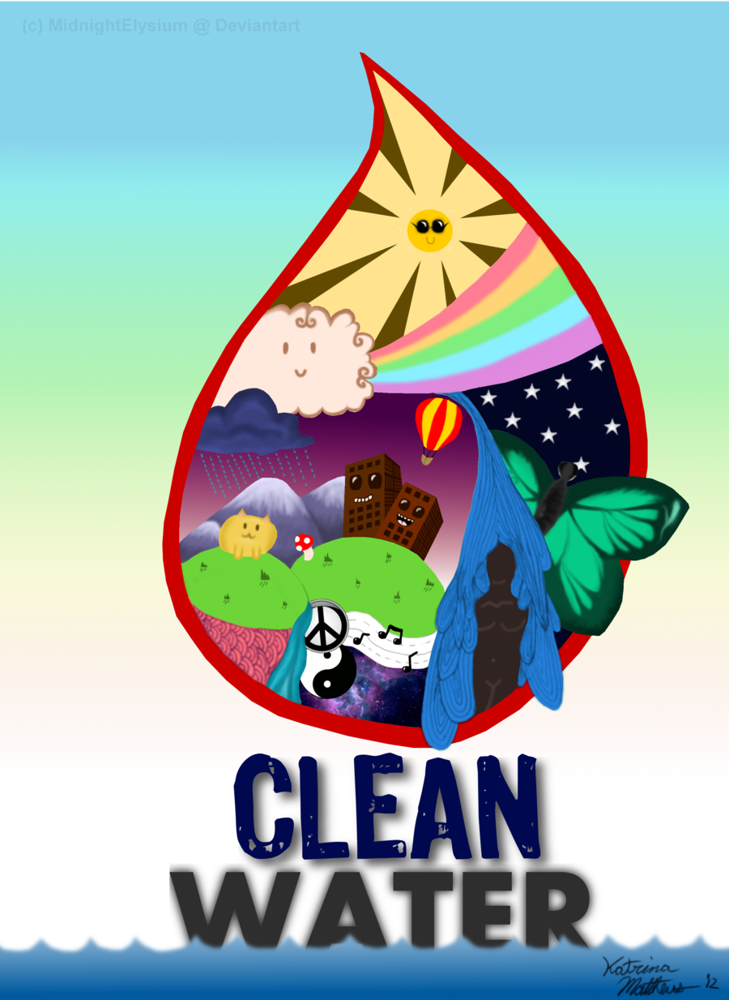 (c) MidnightElysium @ Deviantart
CLEAN
WATER
Katrina
Matthews '12